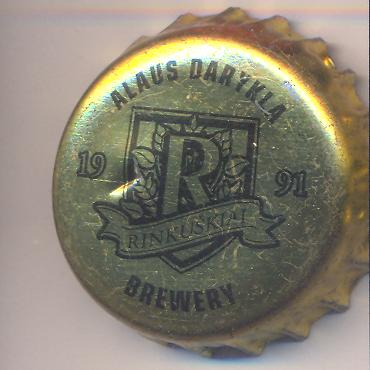 ALAUS DARYKLA
19 91
R
RINKUŠKIAI
BREWERY